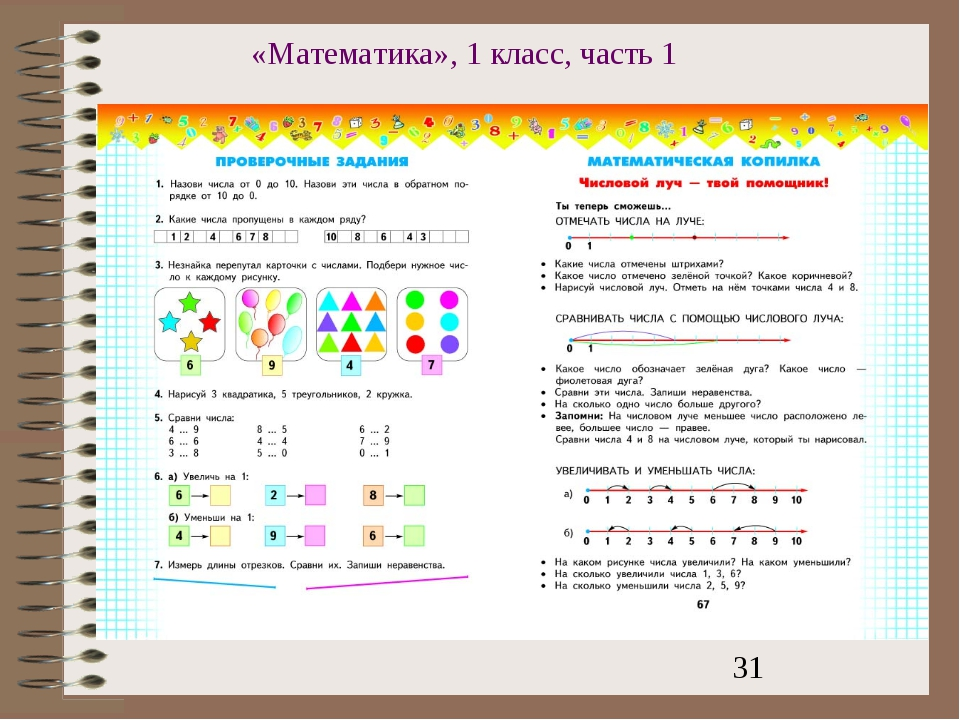 «Математика», 1 класс, часть 1
ПРОВЕРОЧНЫЕ ЗАДАНИЯ
1. Назови числа от 0 до 10. Назови эти числа в обратном по-
рядке от 10 до 0.
2. Какие числа пропущены в каждом ряду?
1 2 4 6 7 8
10 8 6 4 3
3. Незнайка перепутал карточки с числами. Подбери нужное чис-
ло к каждому рисунку.
6 9 4 7
4. Нарисуй 3 квадратика, 5 треугольников, 2 кружка.
5. Сравни числа:
4 ... 9 8 ... 5 6 ... 2
6 ... 6 4 ... 4 7 ... 9
3 ... 8 5 ... 0 0 ... 1
6. а) Увеличь на 1:
6 2 8
б) Уменьши на 1:
4 9 6
7. Измерь длины отрезков. Сравни их. Запиши неравенства.
МАТЕМАТИЧЕСКАЯ КОПИЛКА
Числовой луч — твой помощник!
Ты теперь сможешь...
ОТМЕЧАТЬ ЧИСЛА НА ЛУЧЕ:
0 1
• Какие числа отмечены штрихами?
• Какое число отмечено зелёной точкой? Какое коричневой?
• Нарисуй числовой луч. Отметь на нём точками числа 4 и 8.
СРАВНИВАТЬ ЧИСЛА С ПОМОЩЬЮ ЧИСЛОВОГО ЛУЧА:
0 1
• Какое число обозначает зелёная дуга? Какое число —
фиолетовая дуга?
• Сравни эти числа. Запиши неравенства.
• На сколько одно число больше другого?
• Запомни: На числовом луче меньшее число расположено ле-
вее, большее число — правее.
Сравни числа 4 и 8 на числовом луче, который ты нарисовал.
УВЕЛИЧИВАТЬ И УМЕНЬШАТЬ ЧИСЛА:
а) 0 1 2 3 4 5 6 7 8 9 10
б) 0 1 2 3 4 5 6 7 8 9 10
• На каком рисунке числа увеличили? На каком уменьшили?
• На сколько увеличили числа 1, 3, 6?
• На сколько уменьшили числа 2, 5, 9?
67
31